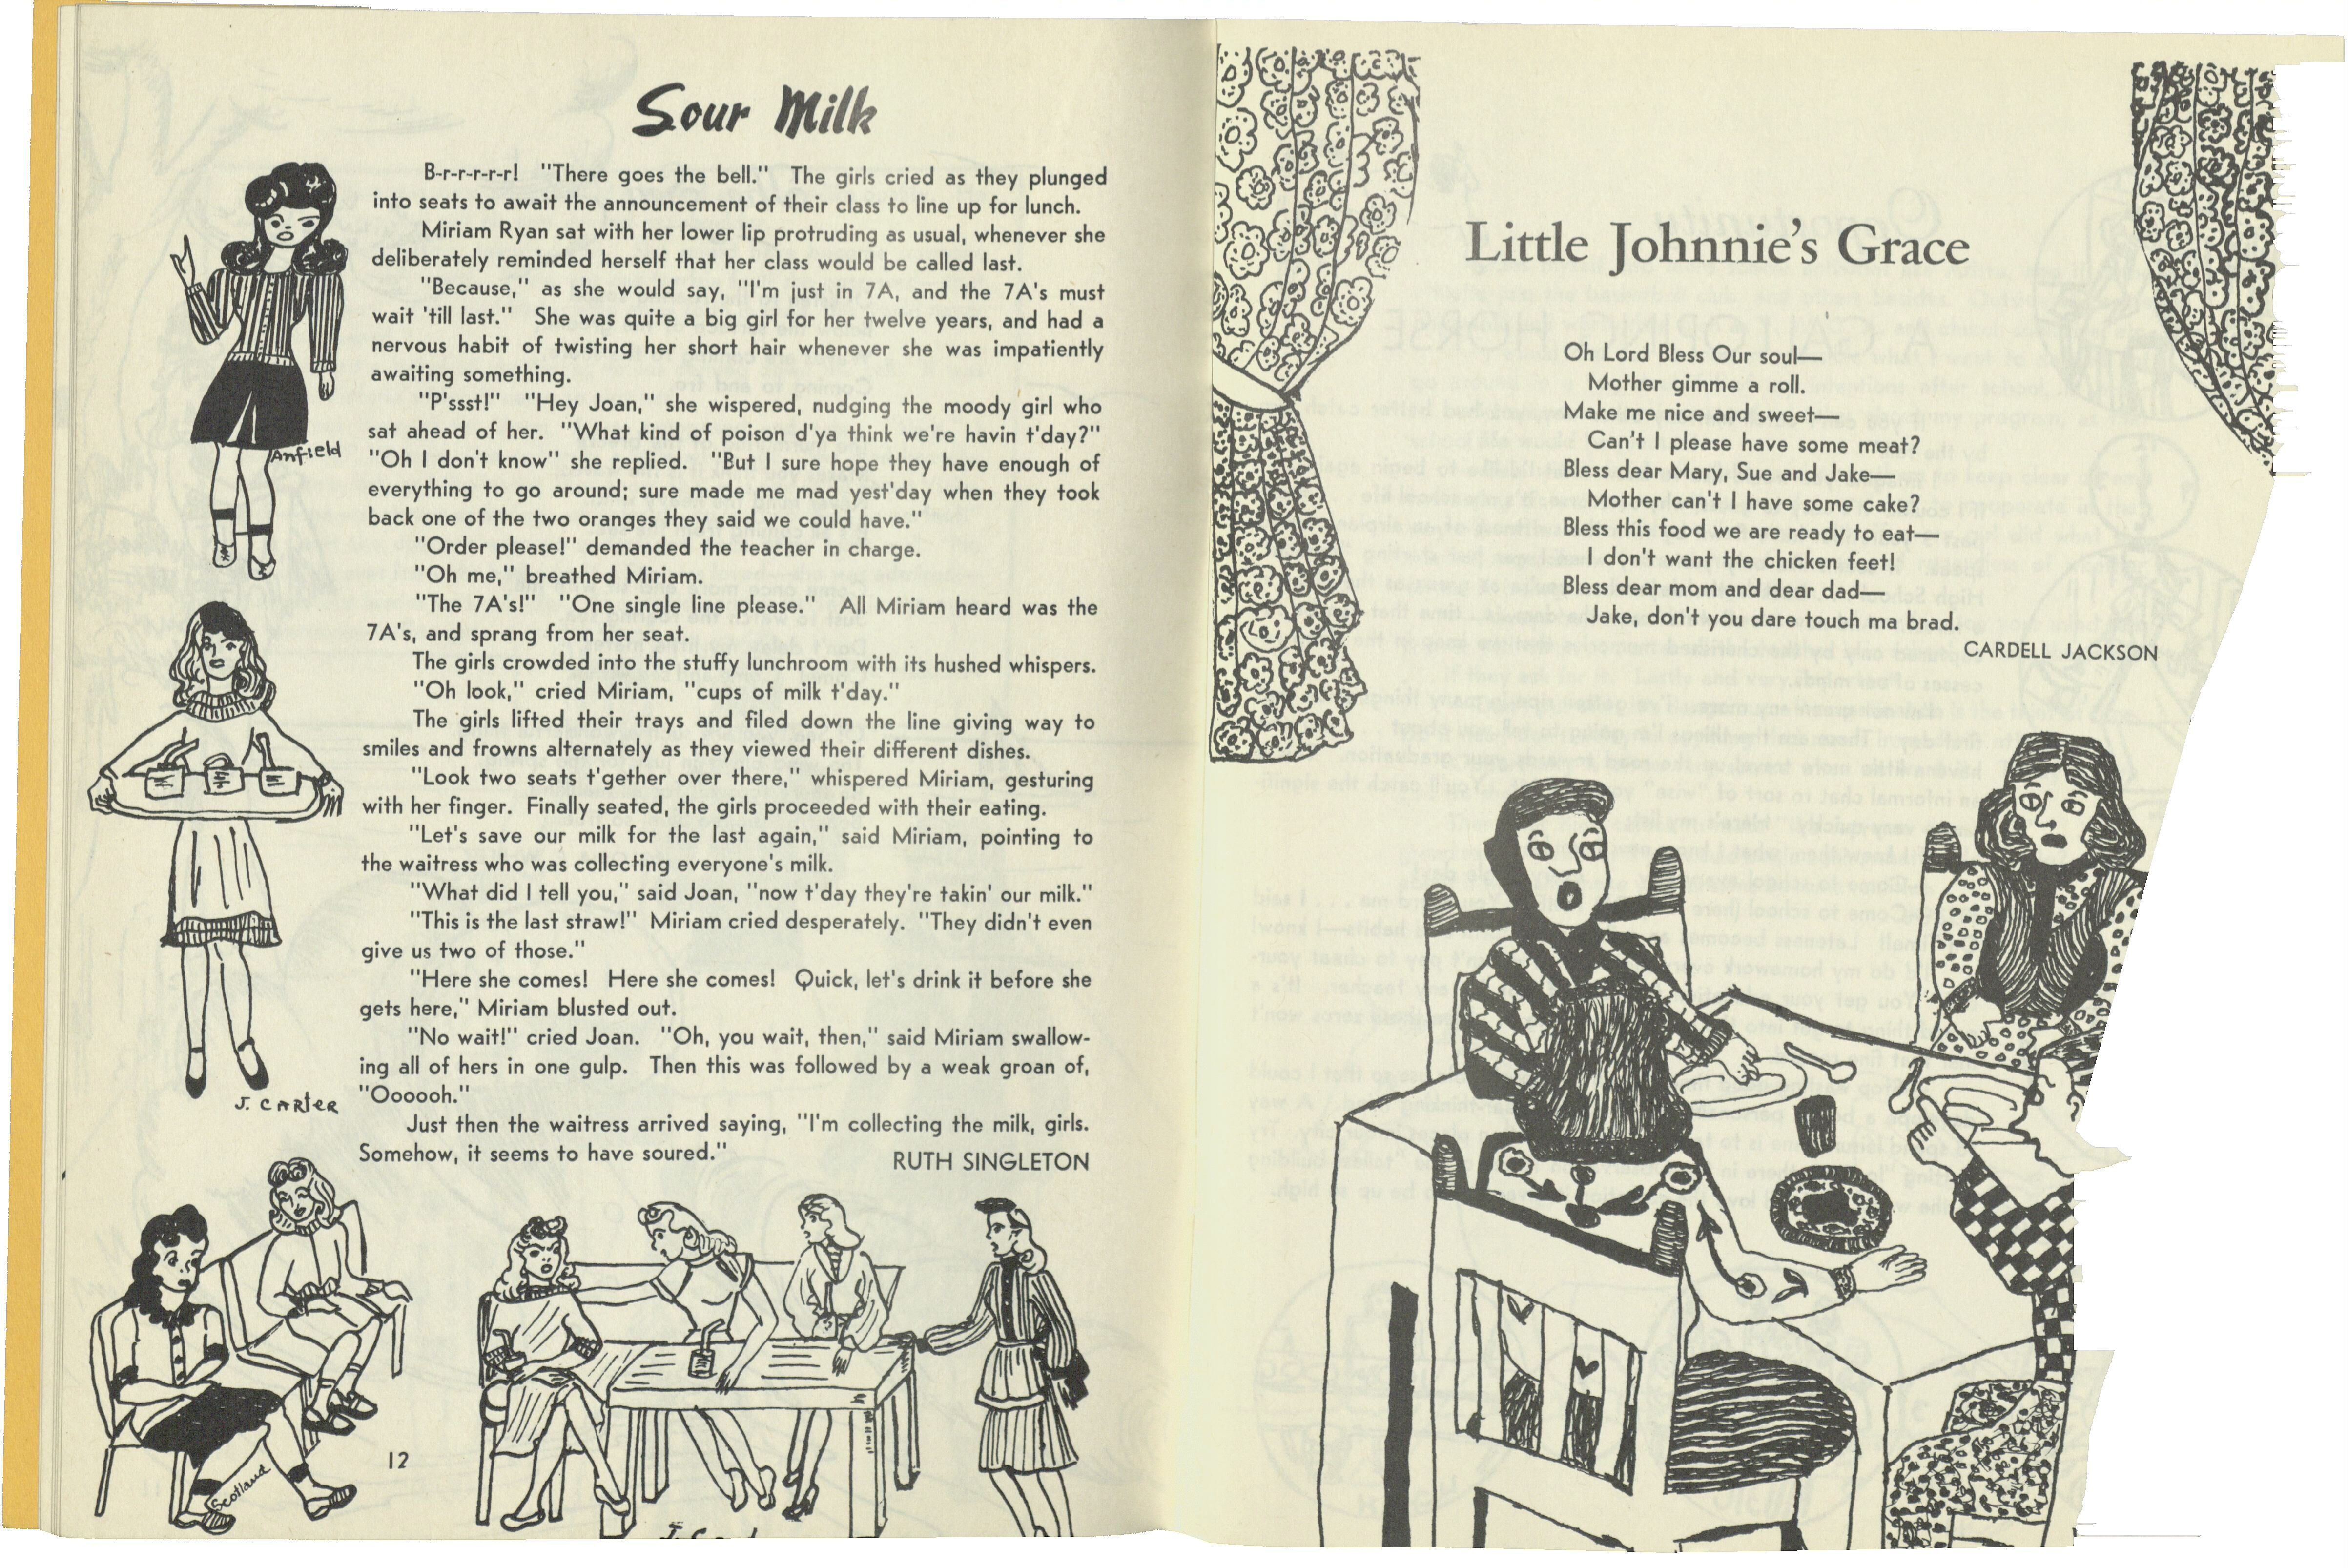 Sour Milk
B-r-r-r-r-r! "There goes the bell." The girls cried as they plunged
into seats to await the announcement of their class to line up for lunch.
Miriam Ryan sat with her lower lip protruding as usual, whenever she
deliberately reminded herself that her class would be called last.
"Because," as she would say, "I'm just in 7A, and the 7A's must
wait 'till last." She was quite a big girl for her twelve years, and had a
nervous habit of twisting her short hair whenever she was impatiently
awaiting something.
"P'ssst!" "Hey Joan," she wispered, nudging the moody girl who
sat ahead of her. "What kind of poison d'ya think we're havin t'day?"
"Oh I don't know" she replied. "But I sure hope they have enough of
everything to go around; sure made me mad yest'day when they took
back one of the two oranges they said we could have."
"Order please!" demanded the teacher in charge.
"Oh me," breathed Miriam.
"The 7A's!" "One single line please." All Miriam heard was the
7A's, and sprang from her seat.
The girls crowded into the stuffy lunchroom with its hushed whispers.
"Oh look," cried Miriam, "cups of milk t'day."
The girls lifted their trays and filed down the line giving way to
smiles and frowns alternately as they viewed their different dishes.
"Look two seats t'gether over there," whispered Miriam, gesturing
with her finger. Finally seated, the girls proceeded with their eating.
"Let's save our milk for the last again," said Miriam, pointing to
the waitress who was collecting everyone's milk.
"What did I tell you," said Joan, "now t'day they're takin' our milk."
"This is the last straw!" Miriam cried desperately. "They didn't even
give us two of those."
"Here she comes! Here she comes! Quick, let's drink it before she
gets here," Miriam blusted out.
"No wait!" cried Joan. "Oh, you wait, then," said Miriam swallow-
ing all of hers in one gulp. Then this was followed by a weak groan of,
"Oooooh."
Just then the waitress arrived saying, "I'm collecting the milk, girls.
Somehow, it seems to have soured."
RUTH SINGLETON
Anfield
J. CARTER
Scotland
12
Little Johnnie's Grace
Oh Lord Bless Our soul—
Mother gimme a roll.
Make me nice and sweet—
Can't I please have some meat?
Bless dear Mary, Sue and Jake—
Mother can't I have some cake?
Bless this food we are ready to eat—
I don't want the chicken feet!
Bless dear mom and dear dad—
Jake, don't you dare touch ma brad.
CARDELL JACKSON